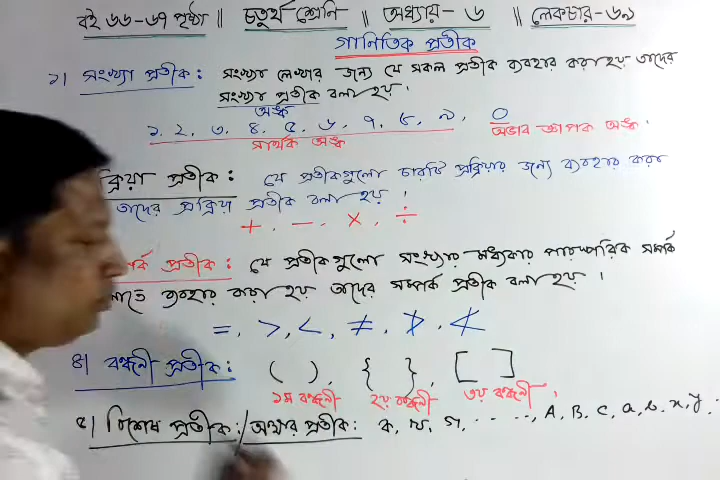 বই ৬৬-৬৭ পৃষ্ঠা || চতুর্থ শ্রেনি || অধ্যায়- ৬ || লেকচার-৬৯
গানিতিক প্রতীক
১) সংখ্যা প্রতীক : সংখ্যা লেখার জন্য যে সকল প্রতীক ব্যবহার করা হয় তাদের
সংখ্যা প্রতীক বলা হয়।
অঙ্ক
১, ২, ৩, ৪, ৫, ৬, ৭, ৮, ৯, ০
সার্থক অঙ্ক অভাব জ্ঞাপক অঙ্ক।
ক্রিয়া প্রতীক : যে প্রতীকগুলো চারটি প্রক্রিয়ার জন্যে ব্যবহার করা
তাদের প্রক্রিয়া প্রতীক বলা হয়।
+ − × ÷
র্ক প্রতীক : যে প্রতীকগুলো সংখ্যার মধ্যকার পারস্পারিক সম্পর্ক
ব্যবহার করা হয় তাদের সম্পর্ক প্রতীক বলা হয়।
=, >, <, ≠, ≯, ≮
৪) বন্ধনী প্রতীক : ( ), { }, [ ]
১ম বন্ধনী ২য় বন্ধনী ৩য় বন্ধনী।
৫) বিশেষ প্রতীক:/অক্ষর প্রতীক: ক, খ, গ, ....., A, B, C, a, b, x, y.